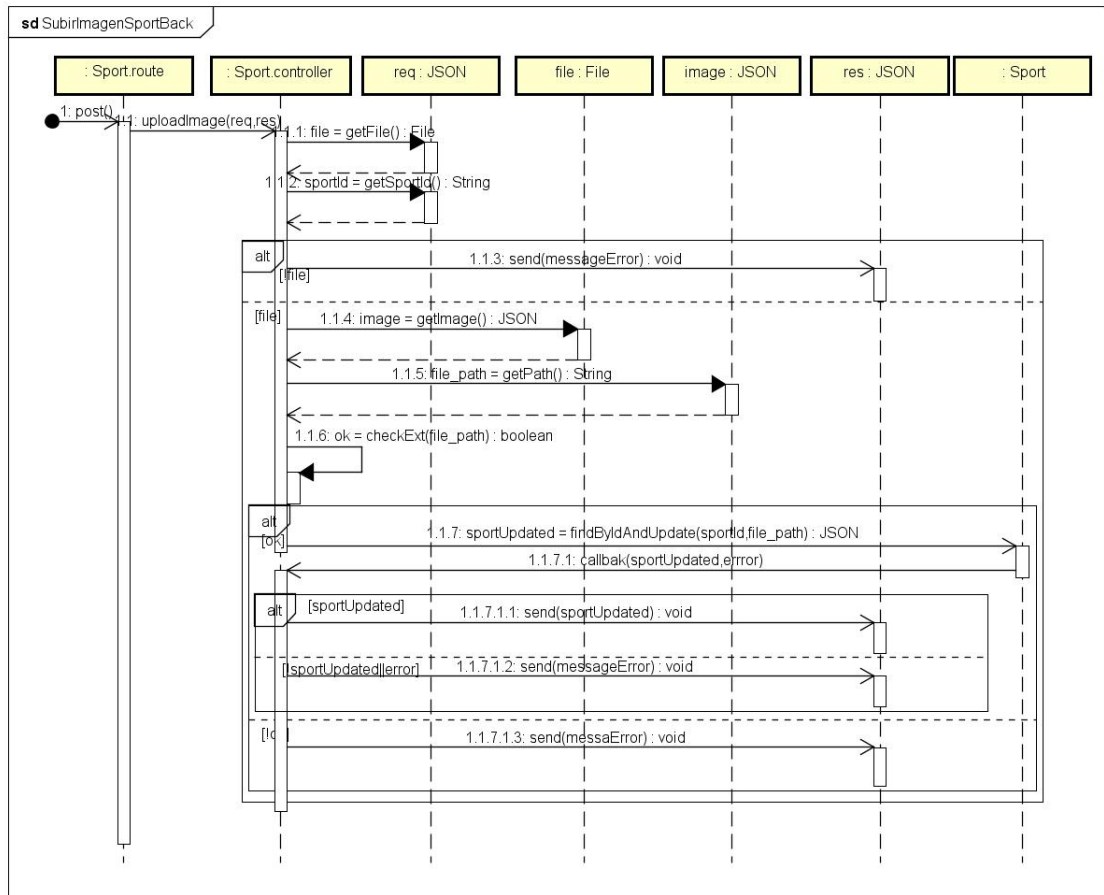 sd SubirImagenSportBack
: Sport.route
: Sport.controller
req : JSON
file : File
image : JSON
res : JSON
: Sport
1: post()
1.1: uploadImage(req,res)
1.1.1: file = getFile() : File
1.1.2: sportId = getSportId() : String
alt
1.1.3: send(messageError) : void
[!file]
[file]
1.1.4: image = getImage() : JSON
1.1.5: file_path = getPath() : String
1.1.6: ok = checkExt(file_path) : boolean
alt
[ok]
1.1.7: sportUpdated = findByIdAndUpdate(sportId,file_path) : JSON
1.1.7.1: callbak(sportUpdated,errror)
alt
[sportUpdated]
1.1.7.1.1: send(sportUpdated) : void
[!sportUpdated||error]
1.1.7.1.2: send(messageError) : void
[!ok]
1.1.7.1.3: send(messaError) : void